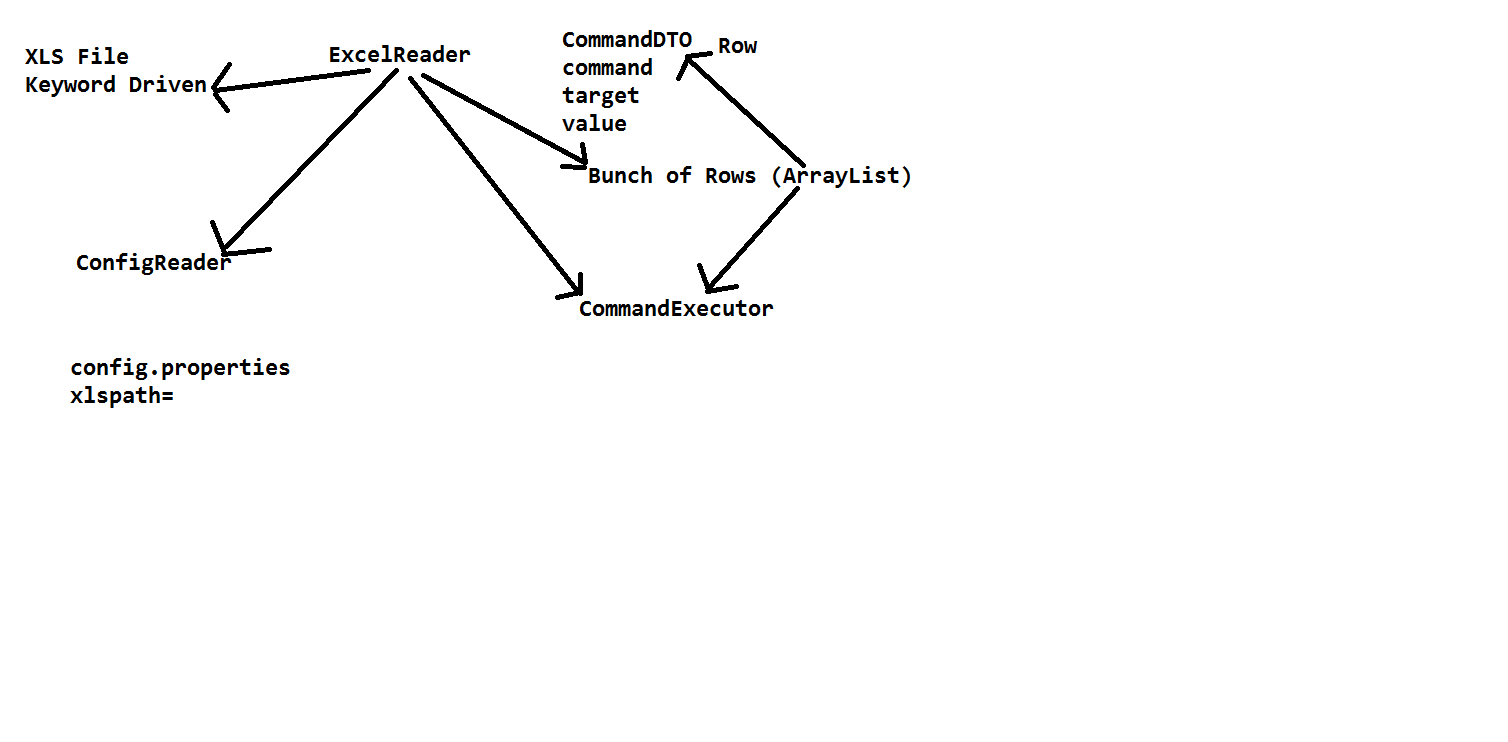 XLS File
Keyword Driven
ExcelReader
CommandDTO
command
target
value
Row
Bunch of Rows (ArrayList)
ConfigReader
CommandExecutor
config.properties
xlspath=